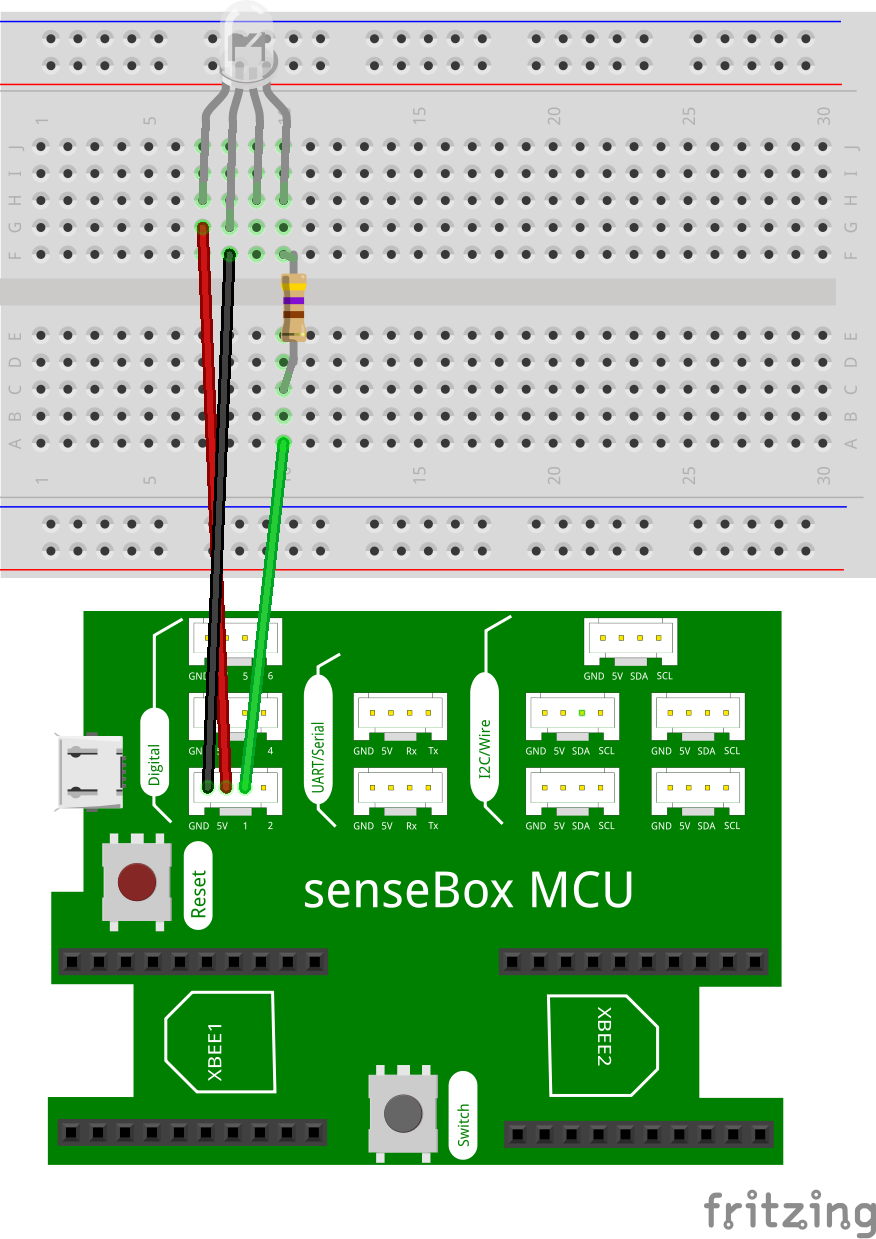 1 5 15 20 25 30
J J
I I
H H
G G
F F
E E
D D
C C
B B
A A
1 5 15 20 25 30
5 6
GND 5V SDA SCL
4
GND 5V Rx Tx
GND 5V SDA SCL
GND 5V SDA SCL
Digital
UART/Serial
I2C/Wire
GND 5V 1 2
GND 5V Rx Tx
GND 5V SDA SCL
GND 5V SDA SCL
Reset
senseBox MCU
XBEE1
XBEE2
Switch
fritzing